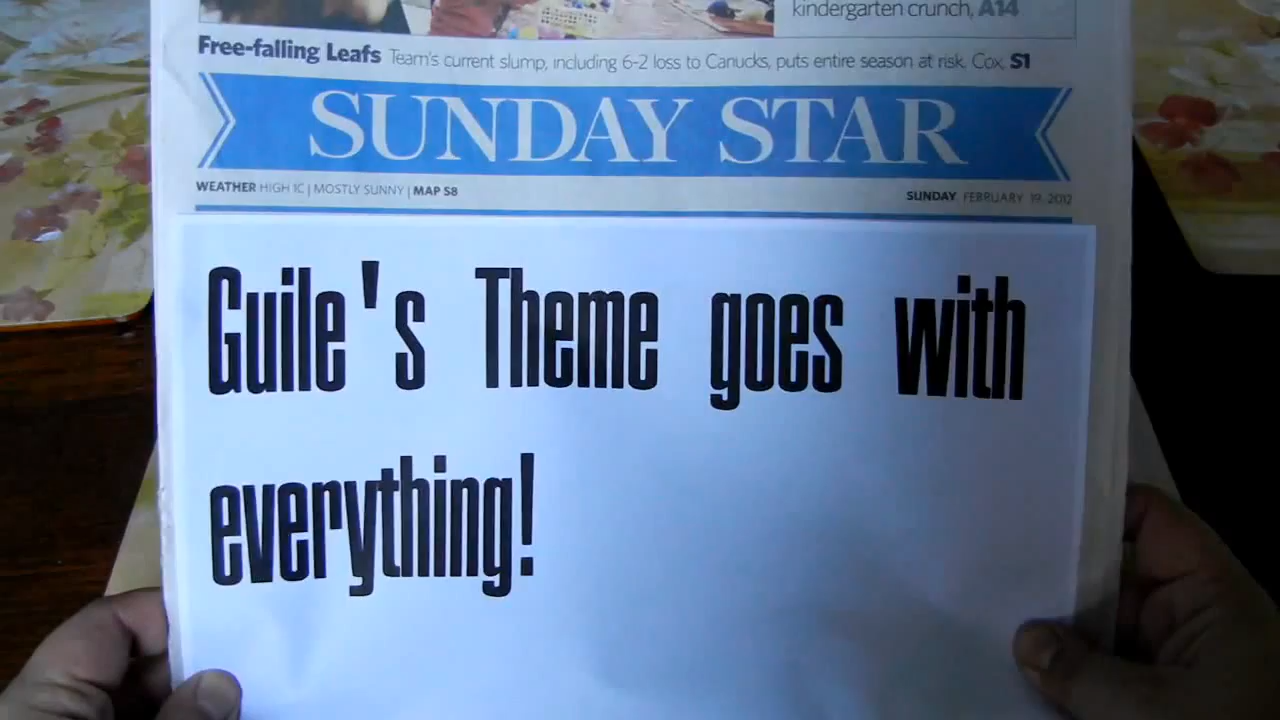 kindergarten crunch, A14
Free-falling Leafs Team's current slump, including 6-2 loss to Canucks, puts entire season at risk. Cox, S1
SUNDAY STAR
WEATHER HIGH 1C | MOSTLY SUNNY | MAP S8
SUNDAY FEBRUARY 19, 2012
Guile's Theme goes with
everything!